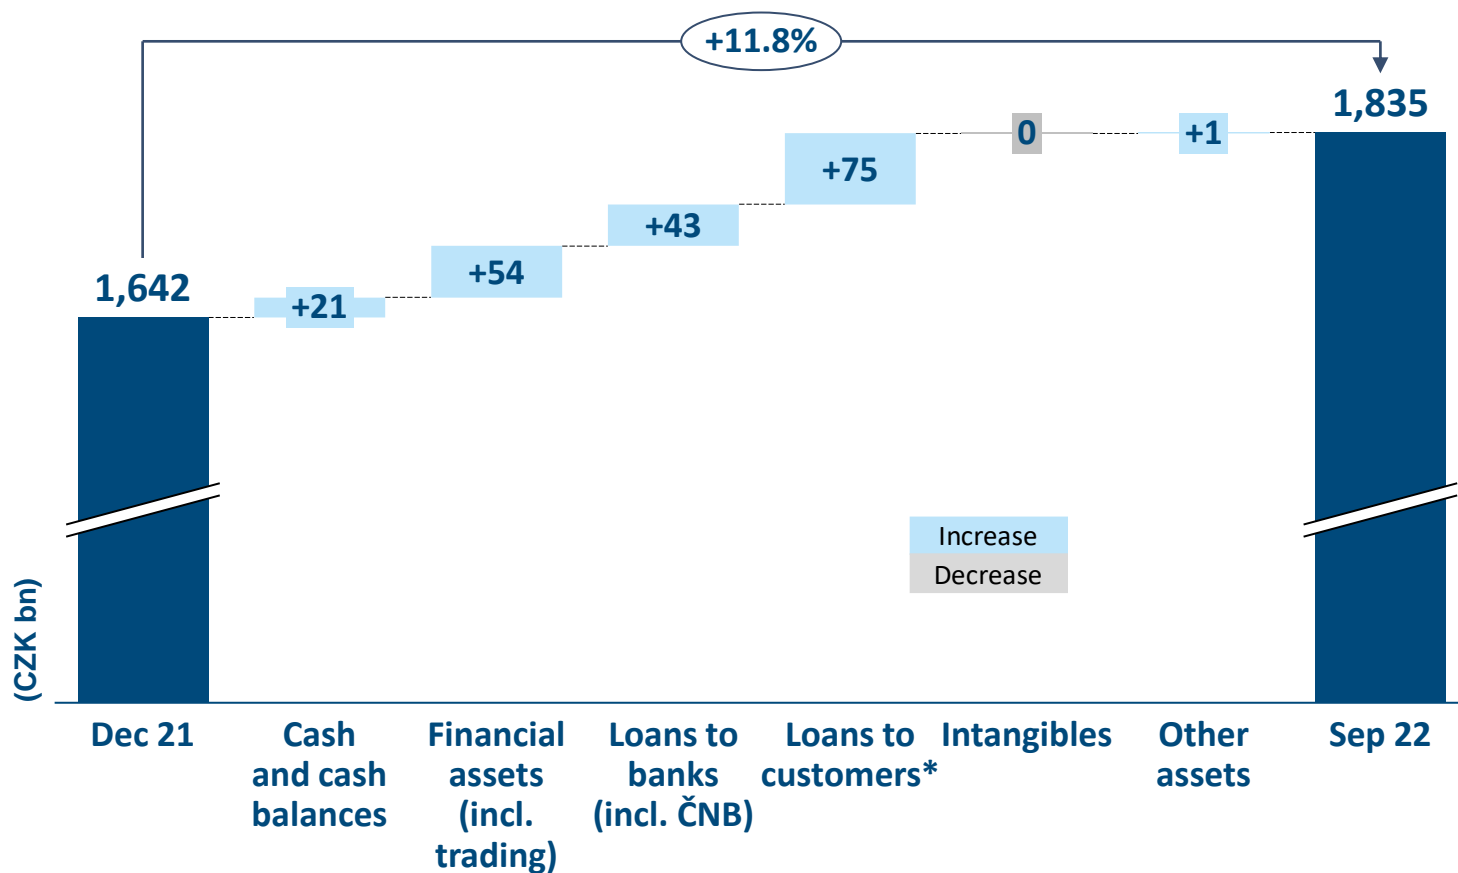 +11.8%
1,835
0
+1
+75
+43
+54
1,642
+21
Increase
Decrease
(CZK bn)
Dec 21
Cash
and cash
balances
Financial
assets
(incl.
trading)
Loans to
banks
(incl. ČNB)
Loans to
customers*
Intangibles
Other
assets
Sep 22